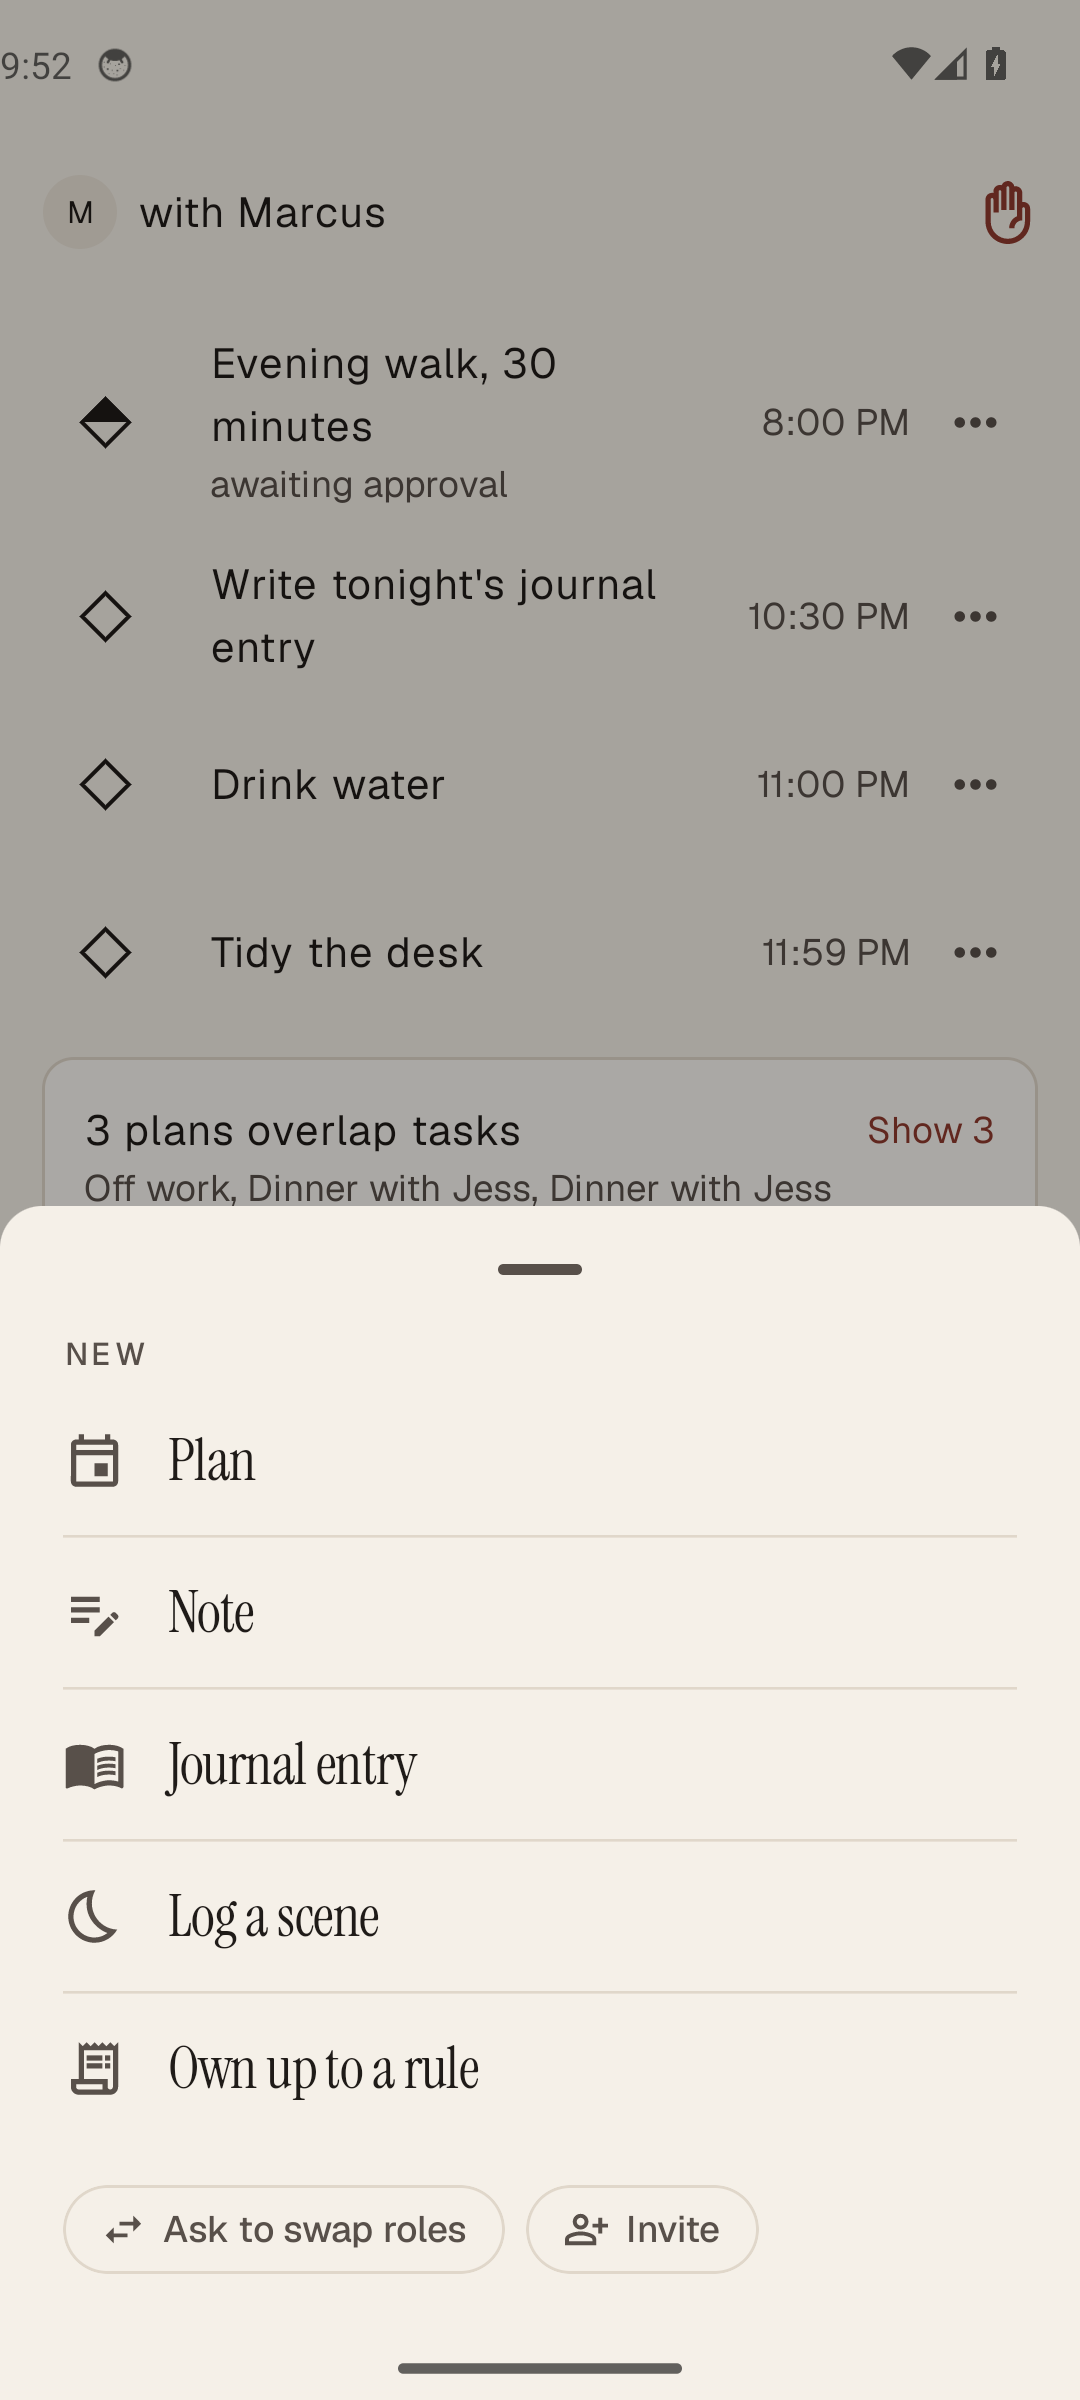 9:52
M with Marcus
Evening walk, 30
minutes
8:00 PM
awaiting approval
Write tonight's journal
entry
10:30 PM
Drink water
11:00 PM
Tidy the desk
11:59 PM
3 plans overlap tasks
Show 3
Off work, Dinner with Jess, Dinner with Jess
NEW
Plan
Note
Journal entry
Log a scene
Own up to a rule
Ask to swap roles
Invite